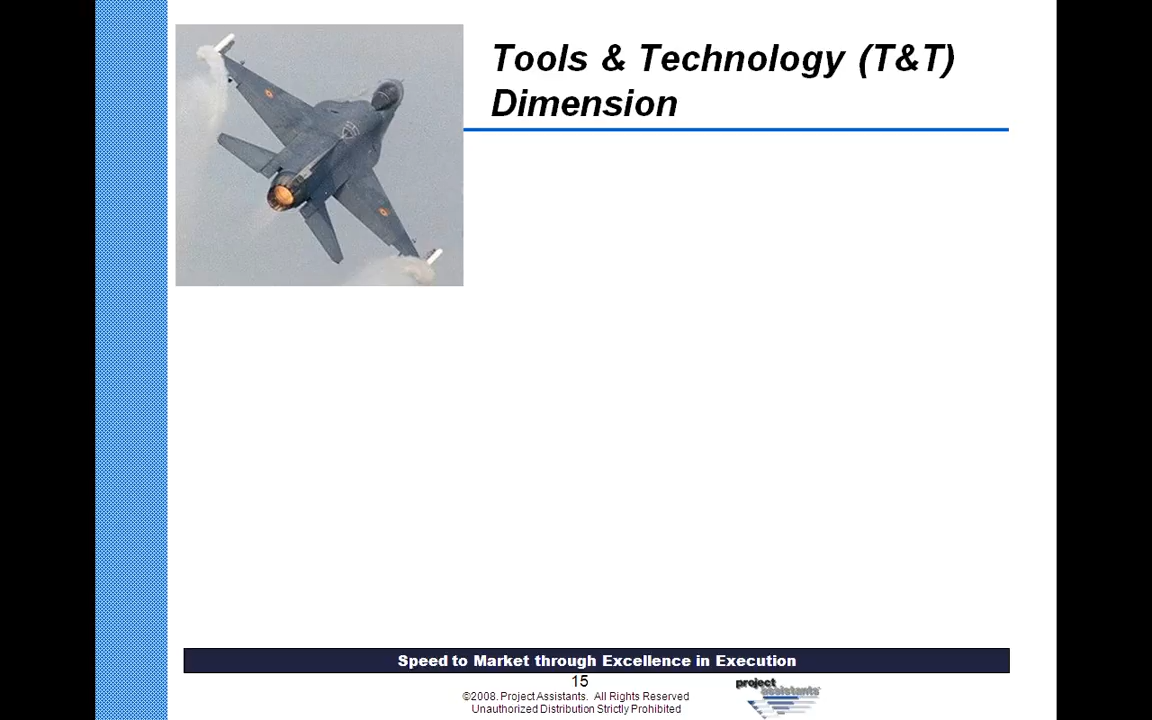 Tools & Technology (T&T)
Dimension
Speed to Market through Excellence in Execution
15
©2008. Project Assistants. All Rights Reserved
Unauthorized Distribution Strictly Prohibited
project
assistants